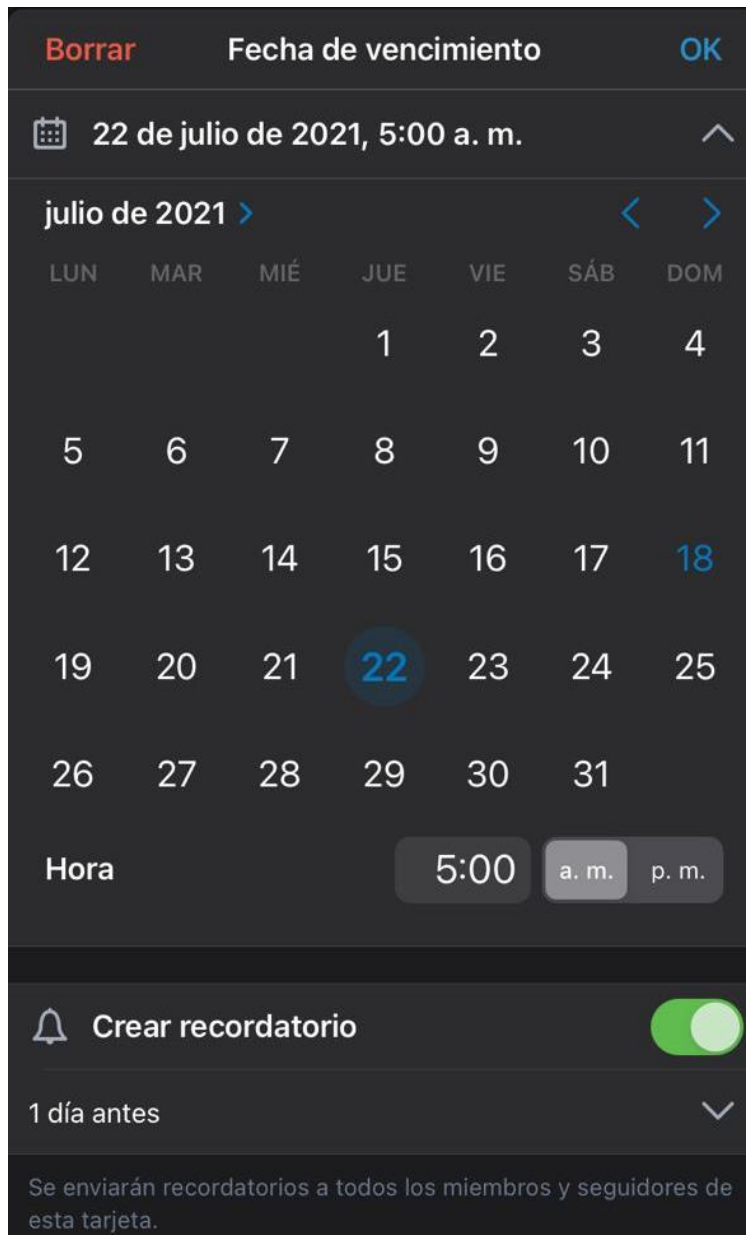 Borrar Fecha de vencimiento OK
22 de julio de 2021, 5:00 a. m.
julio de 2021
LUN MAR MIÉ JUE VIE SÁB DOM
1 2 3 4
5 6 7 8 9 10 11
12 13 14 15 16 17 18
19 20 21 22 23 24 25
26 27 28 29 30 31
Hora 5:00 a. m. p. m.
Crear recordatorio
1 día antes
Se enviarán recordatorios a todos los miembros y seguidores de
esta tarjeta.